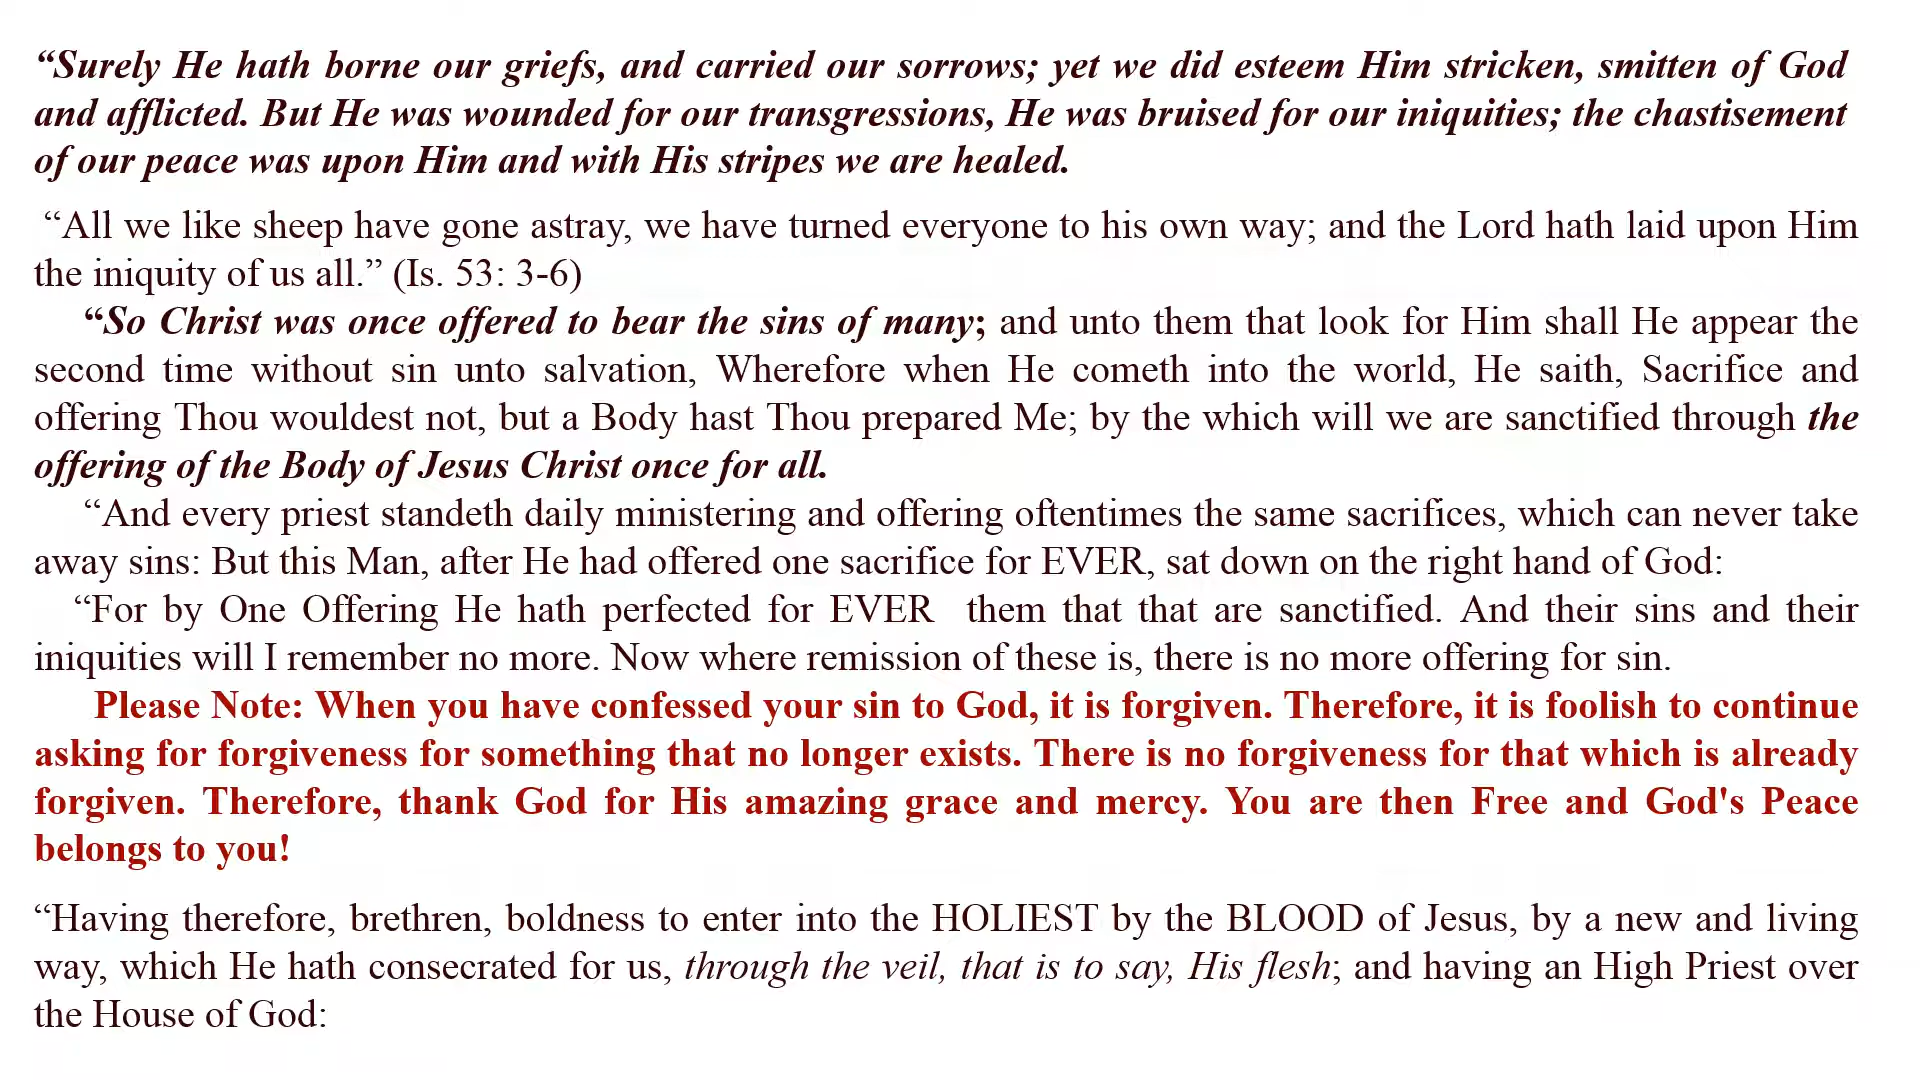 “Surely He hath borne our griefs, and carried our sorrows; yet we did esteem Him stricken, smitten of God
and afflicted. But He was wounded for our transgressions, He was bruised for our iniquities; the chastisement
of our peace was upon Him and with His stripes we are healed.
“All we like sheep have gone astray, we have turned everyone to his own way; and the Lord hath laid upon Him
the iniquity of us all.” (Is. 53: 3-6)
“So Christ was once offered to bear the sins of many; and unto them that look for Him shall He appear the
second time without sin unto salvation, Wherefore when He cometh into the world, He saith, Sacrifice and
offering Thou wouldest not, but a Body hast Thou prepared Me; by the which will we are sanctified through the
offering of the Body of Jesus Christ once for all.
“And every priest standeth daily ministering and offering oftentimes the same sacrifices, which can never take
away sins: But this Man, after He had offered one sacrifice for EVER, sat down on the right hand of God:
“For by One Offering He hath perfected for EVER  them that that are sanctified. And their sins and their
iniquities will I remember no more. Now where remission of these is, there is no more offering for sin.
Please Note: When you have confessed your sin to God, it is forgiven. Therefore, it is foolish to continue
asking for forgiveness for something that no longer exists. There is no forgiveness for that which is already
forgiven. Therefore, thank God for His amazing grace and mercy. You are then Free and God's Peace
belongs to you!
“Having therefore, brethren, boldness to enter into the HOLIEST by the BLOOD of Jesus, by a new and living
way, which He hath consecrated for us, through the veil, that is to say, His flesh; and having an High Priest over
the House of God: